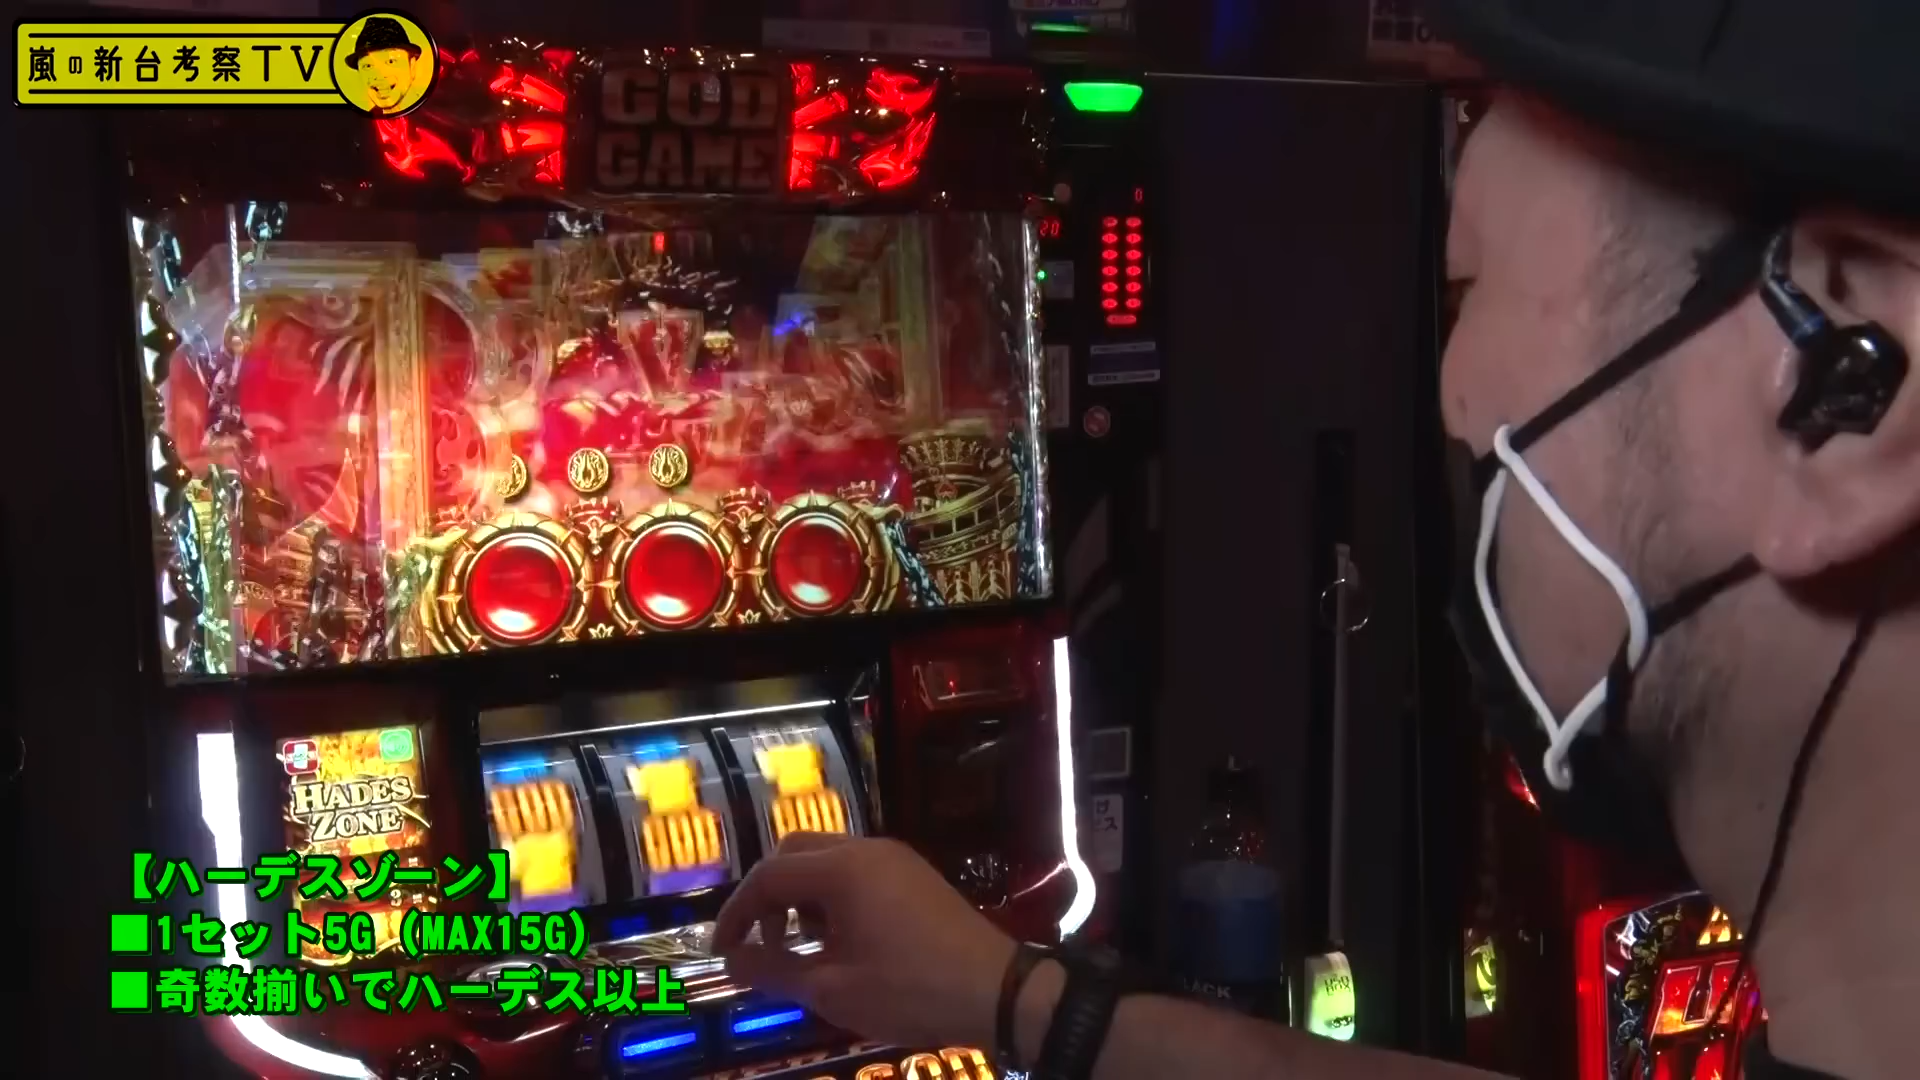 嵐の新台考察TV
GOD
GAME
HADES
ZONE
【ハーデスゾーン】
■1セット5G (MAX15G)
■奇数揃いでハーデス以上